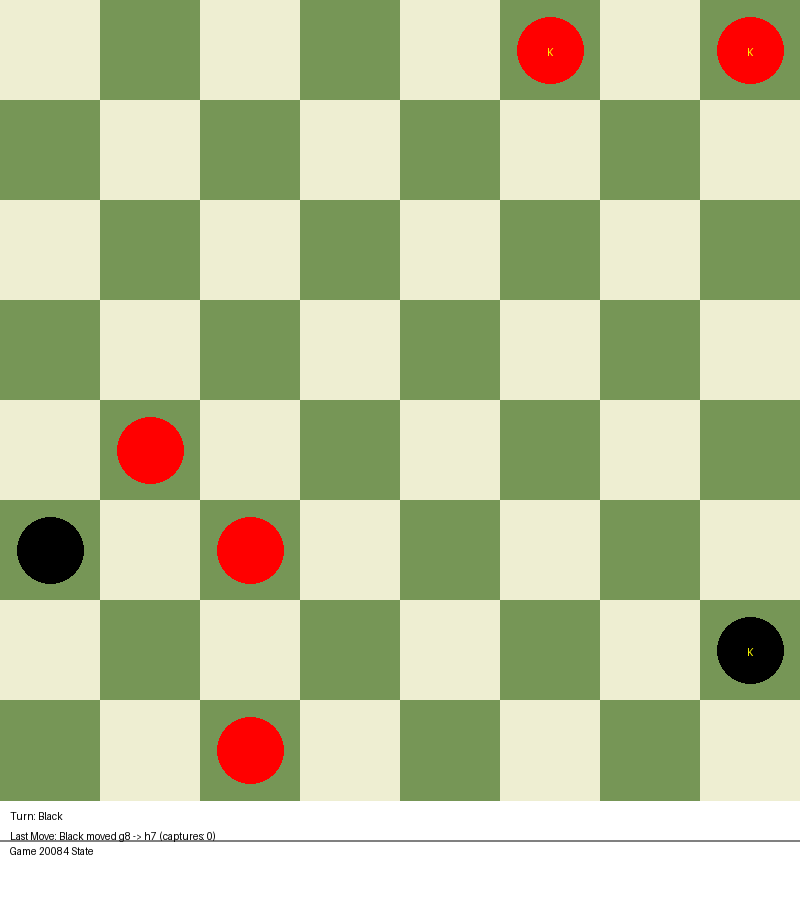 K
K
K
Turn: Black
Last Move: Black moved g8 -> h7 (captures: 0)
Game 20084 State